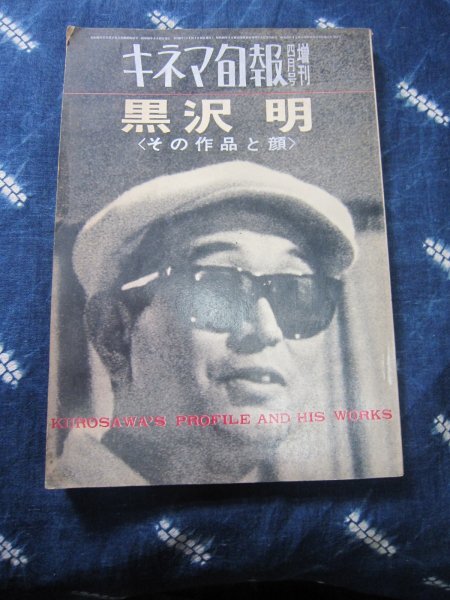 キネマ旬報 四月号 増刊
黒沢 明
〈その作品と顔〉
KUROSAWA'S PROFILE AND HIS WORKS